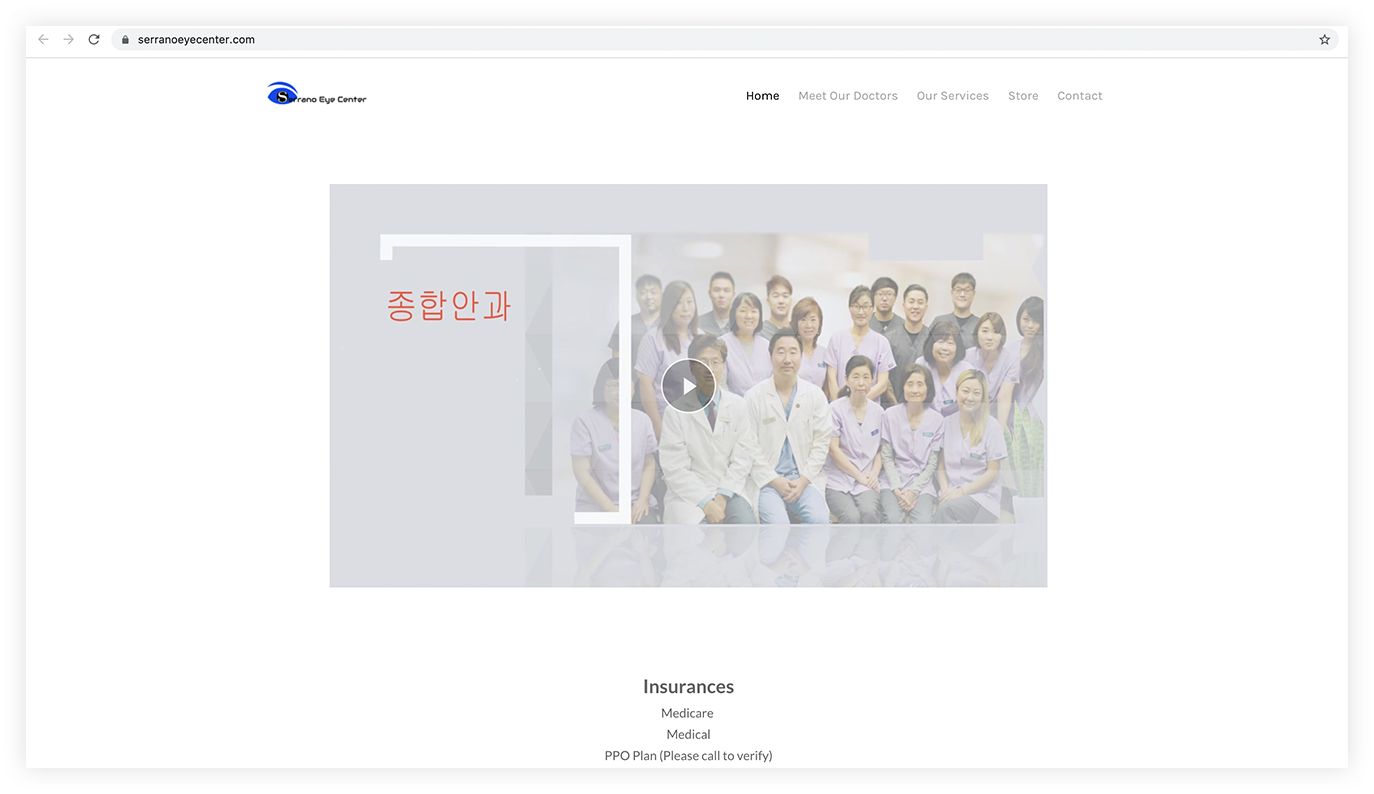 serranoeyecenter.com
Serrano Eye Center
Home Meet Our Doctors Our Services Store Contact
종합안과
Insurances
Medicare
Medical
PPO Plan (Please call to verify)